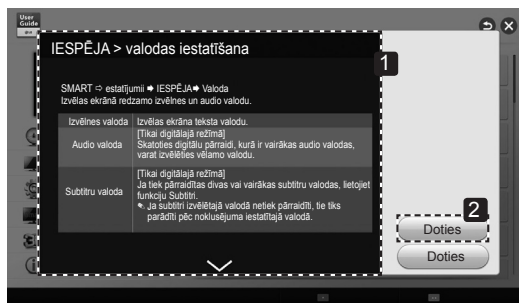 User
Guide
IESPĒJA > valodas iestatīšana
1
SMART ⇨ estatījumii ➡ IESPĒJA➡ Valoda
Izvēlas ekrānā redzamo izvēlnes un audio valodu.
Izvēlnes valoda Izvēlas ekrāna teksta valodu.
Audio valoda
[Tikai digitālajā režīmā]
Skatoties digitālu pārraidi, kurā ir vairākas audio valodas,
varat izvēlēties vēlamo valodu.
Subtitru valoda
[Tikai digitālajā režīmā]
Ja tiek pārraidītas divas vai vairākas subtitru valodas, lietojiet
funkciju Subtitri.
Ja subtitri izvēlētajā valodā netiek pārraidīti, tie tiks
parādīti pēc noklusējuma iestatītajā valodā.
2
Doties
Doties